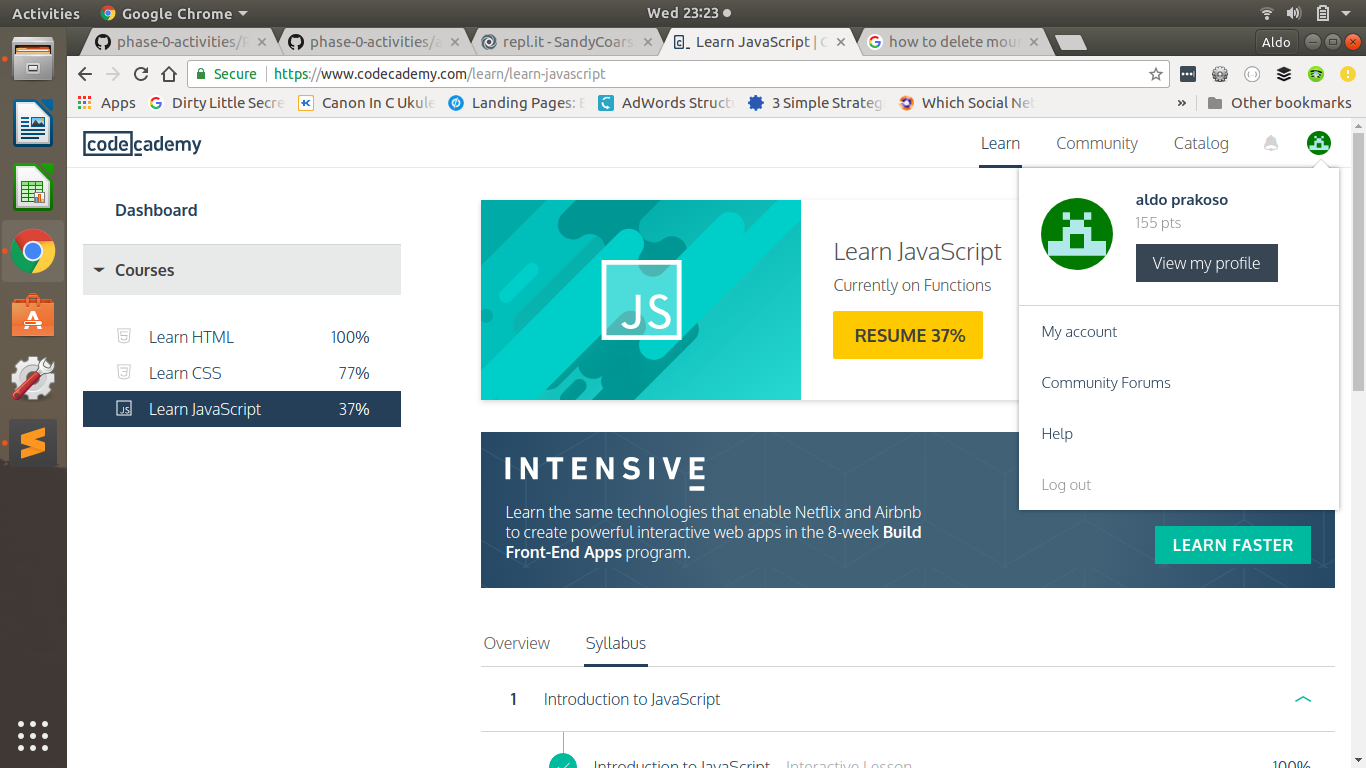 Activities Google Chrome Wed 23:23 ●
phase-0-activities/ phase-0-activities/ repl.it - SandyCoars Learn JavaScript | C how to delete mou Aldo
Secure https://www.codecademy.com/learn/learn-javascript
Apps Dirty Little Secre Canon In C Ukule Landing Pages: E AdWords Struct 3 Simple Strateg Which Social Net » Other bookmarks
codecademy Learn Community Catalog
Dashboard
Courses
Learn HTML 100%
Learn CSS 77%
JS Learn JavaScript 37%
JS
Learn JavaScript
Currently on Functions
RESUME 37%
aldo prakoso
155 pts
View my profile
My account
Community Forums
Help
Log out
INTENSIVE
Learn the same technologies that enable Netflix and Airbnb
to create powerful interactive web apps in the 8-week Build
Front-End Apps program.
LEARN FASTER
Overview Syllabus
1 Introduction to JavaScript
Introduction to JavaScript Interactive Lesson 100%